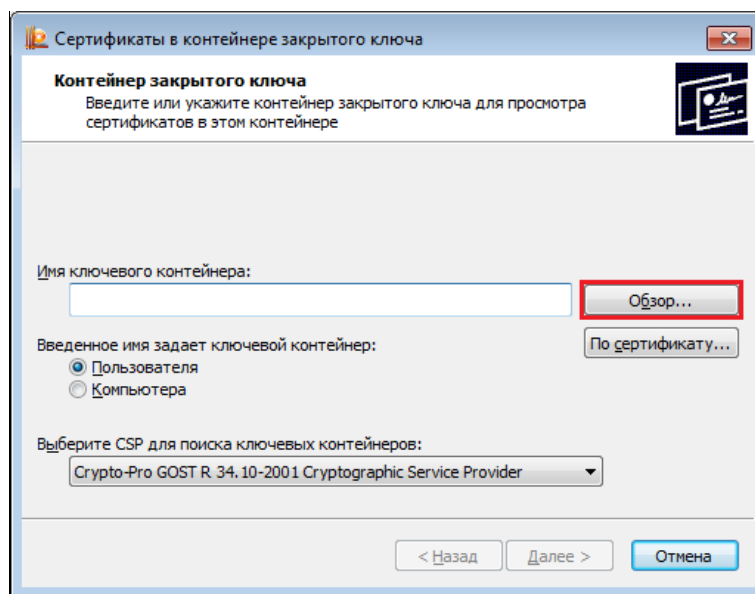 Сертификаты в контейнере закрытого ключа
Контейнер закрытого ключа
Введите или укажите контейнер закрытого ключа для просмотра
сертификатов в этом контейнере
Имя ключевого контейнера:
Обзор...
Введенное имя задает ключевой контейнер:
По сертификату...
Пользователя
Компьютера
Выберите CSP для поиска ключевых контейнеров:
Crypto-Pro GOST R 34.10-2001 Cryptographic Service Provider
< Назад
Далее >
Отмена